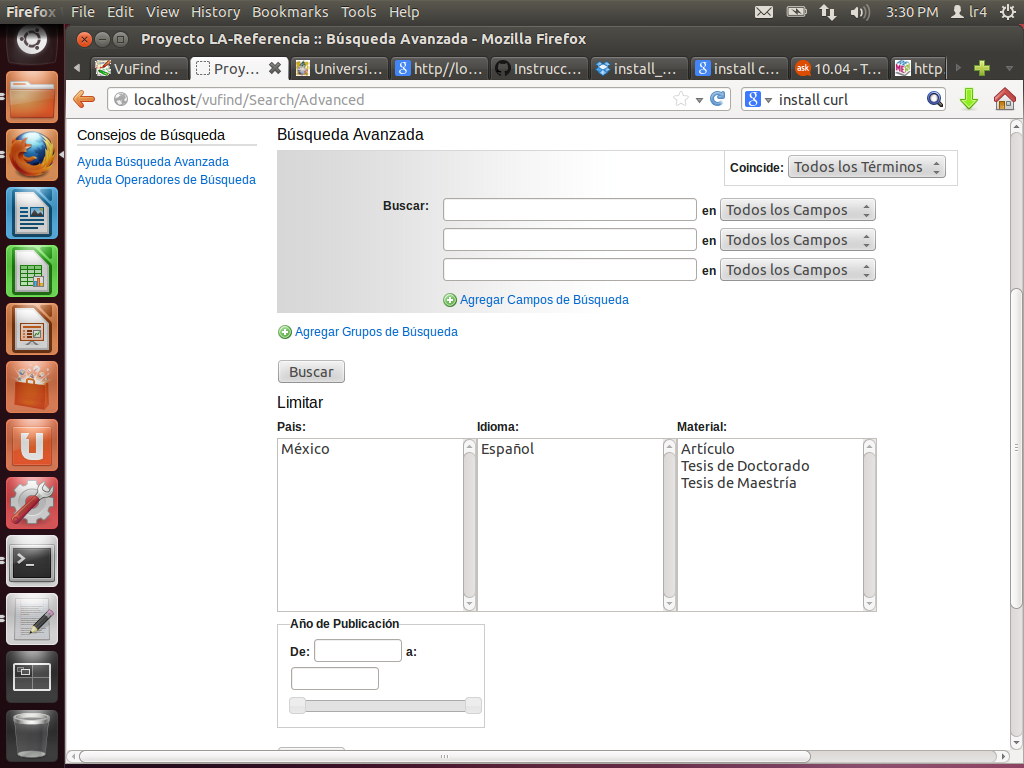 Firefox File Edit View History Bookmarks Tools Help 3:30 PM lr4
Proyecto LA-Referencia :: Búsqueda Avanzada - Mozilla Firefox
VuFind ... Proy... Universi... http//lo... Instrucc... install_... install c... ask 10.04 - T... http.
localhost/vufind/Search/Advanced install curl
Consejos de Búsqueda
Ayuda Búsqueda Avanzada
Ayuda Operadores de Búsqueda
Búsqueda Avanzada
Coincide: Todos los Términos
Buscar: en Todos los Campos
en Todos los Campos
en Todos los Campos
Agregar Campos de Búsqueda
Agregar Grupos de Búsqueda
Buscar
Limitar
Pais: Idioma: Material:
México Español Artículo
Tesis de Doctorado
Tesis de Maestría
Año de Publicación
De: a: